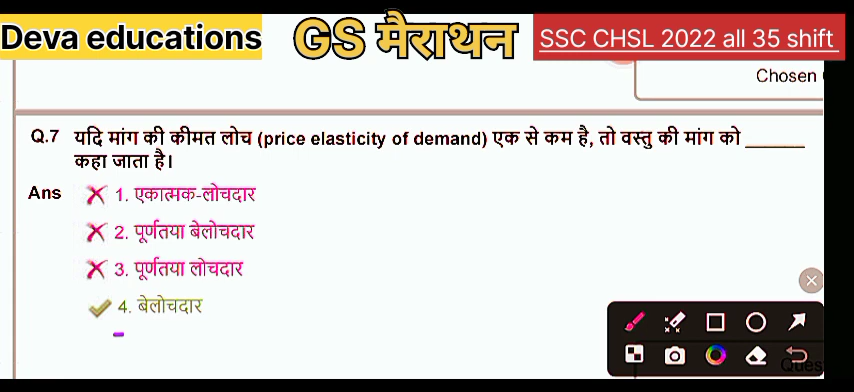 Deva educations GS मैराथन SSC CHSL 2022 all 35 shift
Chosen
Q.7 यदि मांग की कीमत लोच (price elasticity of demand) एक से कम है, तो वस्तु की मांग को ______
कहा जाता है।
Ans 1. एकात्मक-लोचदार
2. पूर्णतया बेलोचदार
3. पूर्णतया लोचदार
4. बेलोचदार